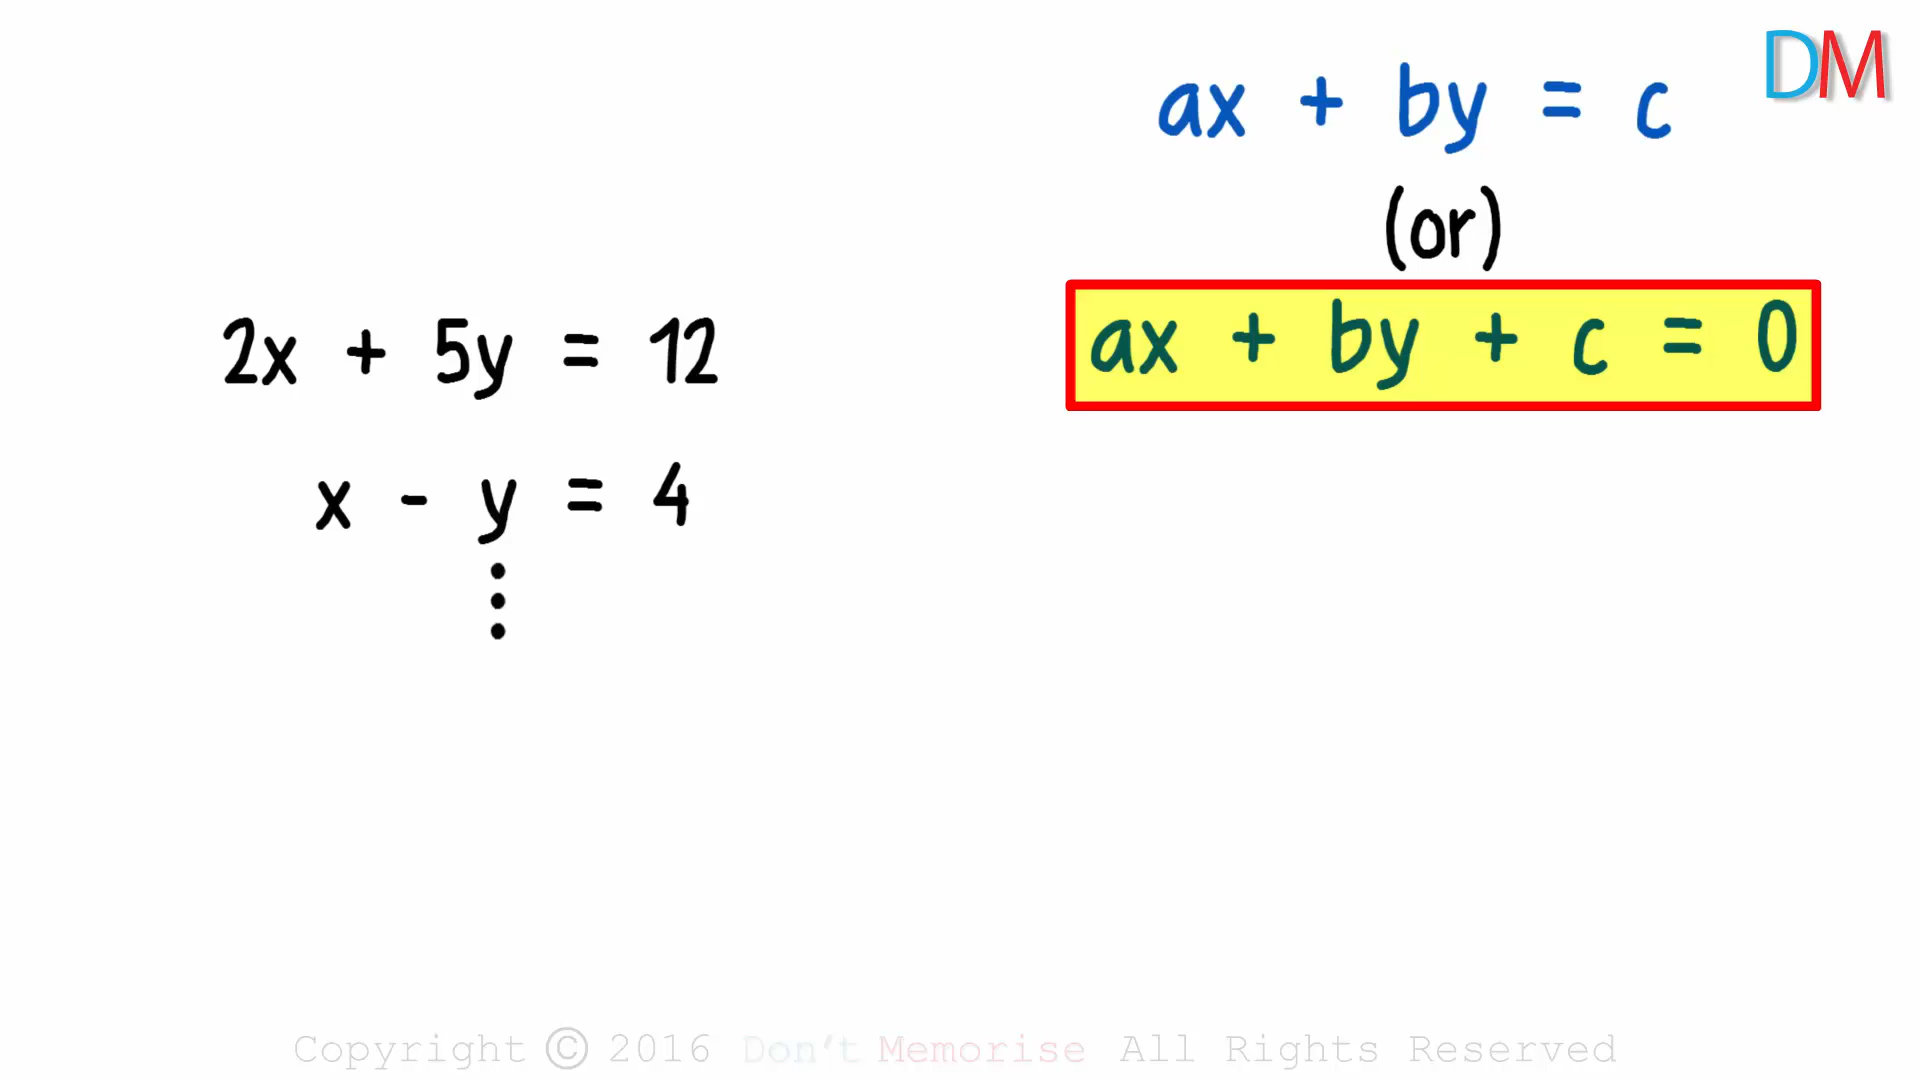 DM
ax + by = c
(or)
ax + by + c = 0
2x + 5y = 12
x - y = 4
⋮
Copyright © 2016 Don't Memorise All Rights Reserved